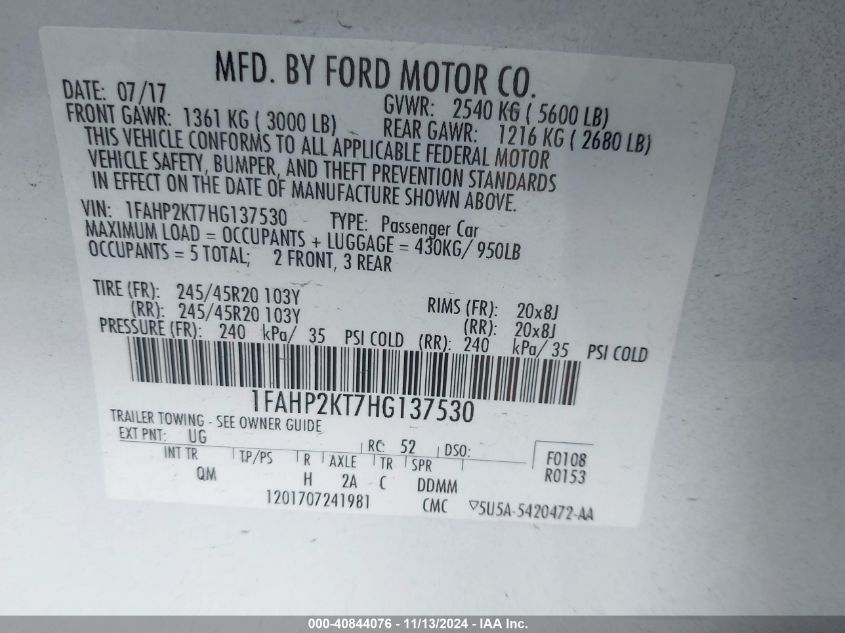 MFD. BY FORD MOTOR CO.
DATE: 07/17 GVWR: 2540 KG ( 5600 LB)
FRONT GAWR: 1361 KG ( 3000 LB) REAR GAWR: 1216 KG ( 2680 LB)
THIS VEHICLE CONFORMS TO ALL APPLICABLE FEDERAL MOTOR
VEHICLE SAFETY, BUMPER, AND THEFT PREVENTION STANDARDS
IN EFFECT ON THE DATE OF MANUFACTURE SHOWN ABOVE.
VIN: 1FAHP2KT7HG137530 TYPE: Passenger Car
MAXIMUM LOAD = OCCUPANTS + LUGGAGE = 430KG/ 950LB
OCCUPANTS = 5 TOTAL; 2 FRONT, 3 REAR
TIRE (FR): 245/45R20 103Y RIMS (FR): 20x8J
(RR): 245/45R20 103Y (RR): 20x8J
PRESSURE (FR): 240 kPa/ 35 PSI COLD (RR): 240 kPa/ 35 PSI COLD
1FAHP2KT7HG137530
TRAILER TOWING - SEE OWNER GUIDE
EXT PNT: UG RC: 52 DSO: F0108
INT TR TP/PS R AXLE TR SPR R0153
QM H 2A C DDMM
1201707241981 CMC ▽5U5A-5420472-AA
000-40844076 - 11/13/2024 - IAA Inc.